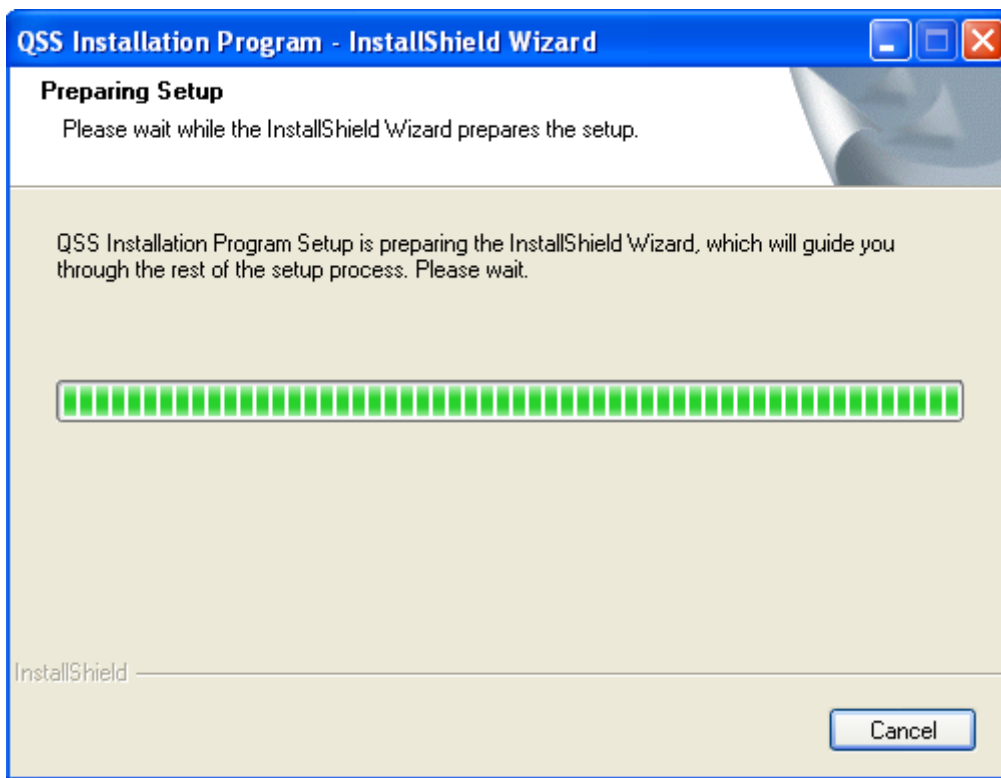 QSS Installation Program - InstallShield Wizard
Preparing Setup
Please wait while the InstallShield Wizard prepares the setup.
QSS Installation Program Setup is preparing the InstallShield Wizard, which will guide you
through the rest of the setup process. Please wait.
InstallShield
Cancel